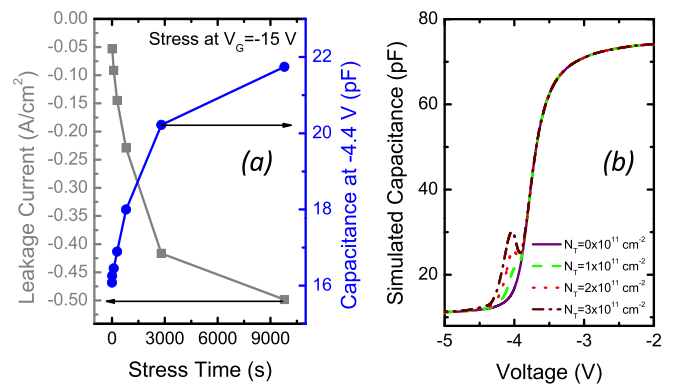 Stress at V_G=-15 V
(a)
Leakage Current (A/cm²)
0.00
-0.05
-0.10
-0.15
-0.20
-0.25
-0.30
-0.35
-0.40
-0.45
-0.50
0 3000 6000 9000
Stress Time (s)
22
20
18
16
Capacitance at -4.4 V (pF)
(b)
Simulated Capacitance (pF)
80
60
40
20
N_T=0x10¹¹ cm⁻²
N_T=1x10¹¹ cm⁻²
N_T=2x10¹¹ cm⁻²
N_T=3x10¹¹ cm⁻²
-5 -4 -3 -2
Voltage (V)